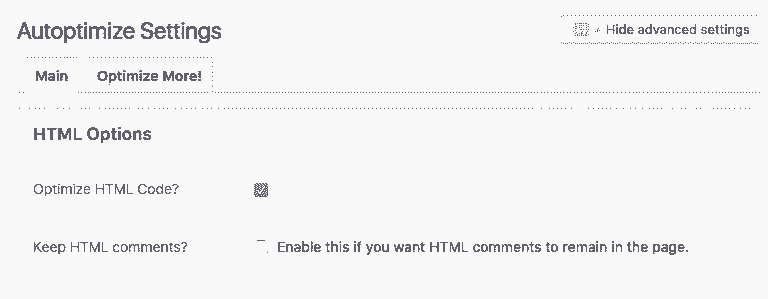 Autoptimize Settings
Hide advanced settings
Main
Optimize More!
HTML Options
Optimize HTML Code?
Keep HTML comments?
Enable this if you want HTML comments to remain in the page.